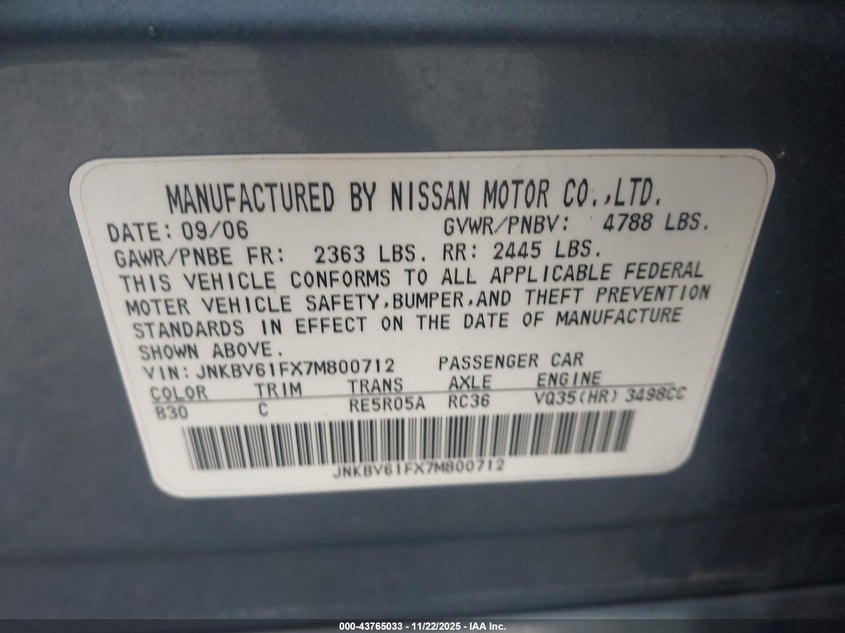 MANUFACTURED BY NISSAN MOTOR CO.,LTD.
DATE: 09/06 GVWR/PNBV: 4788 LBS.
GAWR/PNBE FR: 2363 LBS. RR: 2445 LBS.
THIS VEHICLE CONFORMS TO ALL APPLICABLE FEDERAL
MOTER VEHICLE SAFETY,BUMPER,AND THEFT PREVENTION
STANDARDS IN EFFECT ON THE DATE OF MANUFACTURE
SHOWN ABOVE.
VIN: JNKBV61FX7M800712 PASSENGER CAR
COLOR TRIM TRANS AXLE ENGINE
B30 C RE5R05A RC36 VQ35(HR) 3498CC
JNKBV61FX7M800712
000-43765033 - 11/22/2025 - IAA Inc.